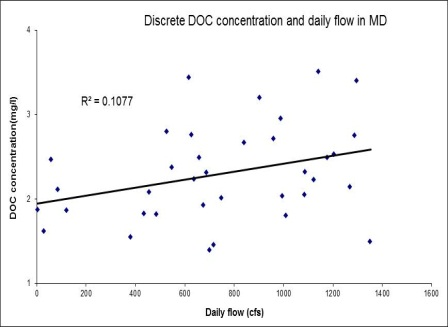 Discrete DOC concentration and daily flow in MD
4
R² = 0.1077
3
DOC concentration(mg/l)
2
1
0 200 400 600 800 1000 1200 1400 1600
Daily flow (cfs)